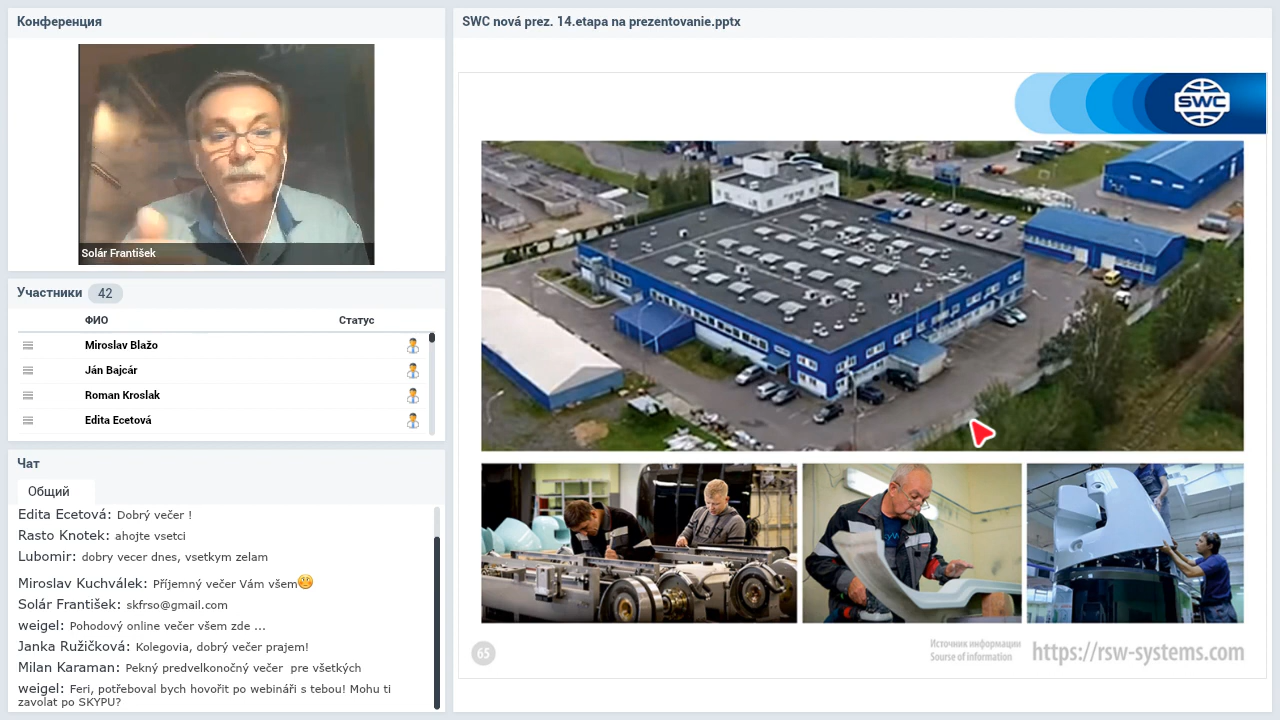 Конференция
Solár František
Участники 42
ФИО Статус
Miroslav Blažo
Ján Bajcár
Roman Kroslak
Edita Ecetová
Чат
Общий
Edita Ecetová: Dobrý večer !
Rasto Knotek: ahojte vsetci
Lubomir: dobry vecer dnes, vsetkym zelam
Miroslav Kuchválek: Příjemný večer Vám všem
Solár František: skfrso@gmail.com
weigel: Pohodový online večer všem zde ...
Janka Ružičková: Kolegovia, dobrý večer prajem!
Milan Karaman: Pekný predvelkonočný večer pre všetkých
weigel: Feri, potřeboval bych hovořit po webináři s tebou! Mohu ti
zavolat po SKYPU?
SWC nová prez. 14.etapa na prezentovanie.pptx
SWC
65
Источник информации
Sourse of information
https://rsw-systems.com